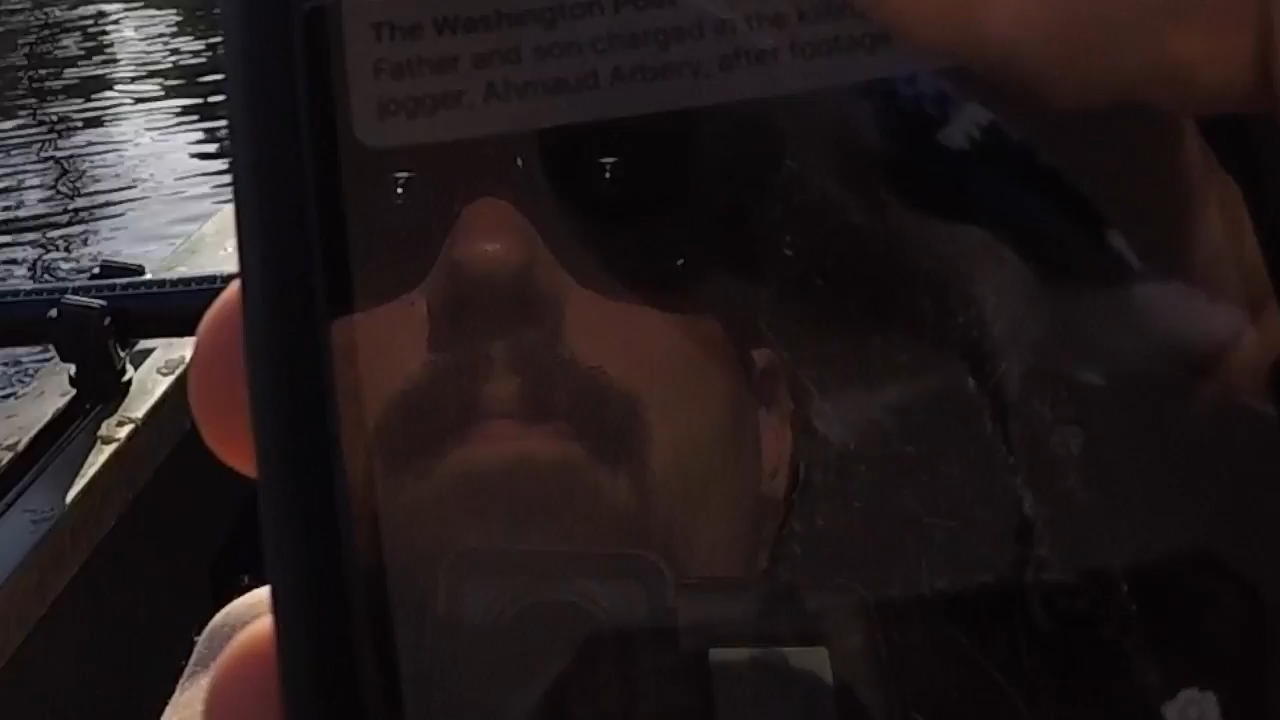 The Washington Post
Father and son charged in the killing
jogger, Ahmaud Arbery, after footage